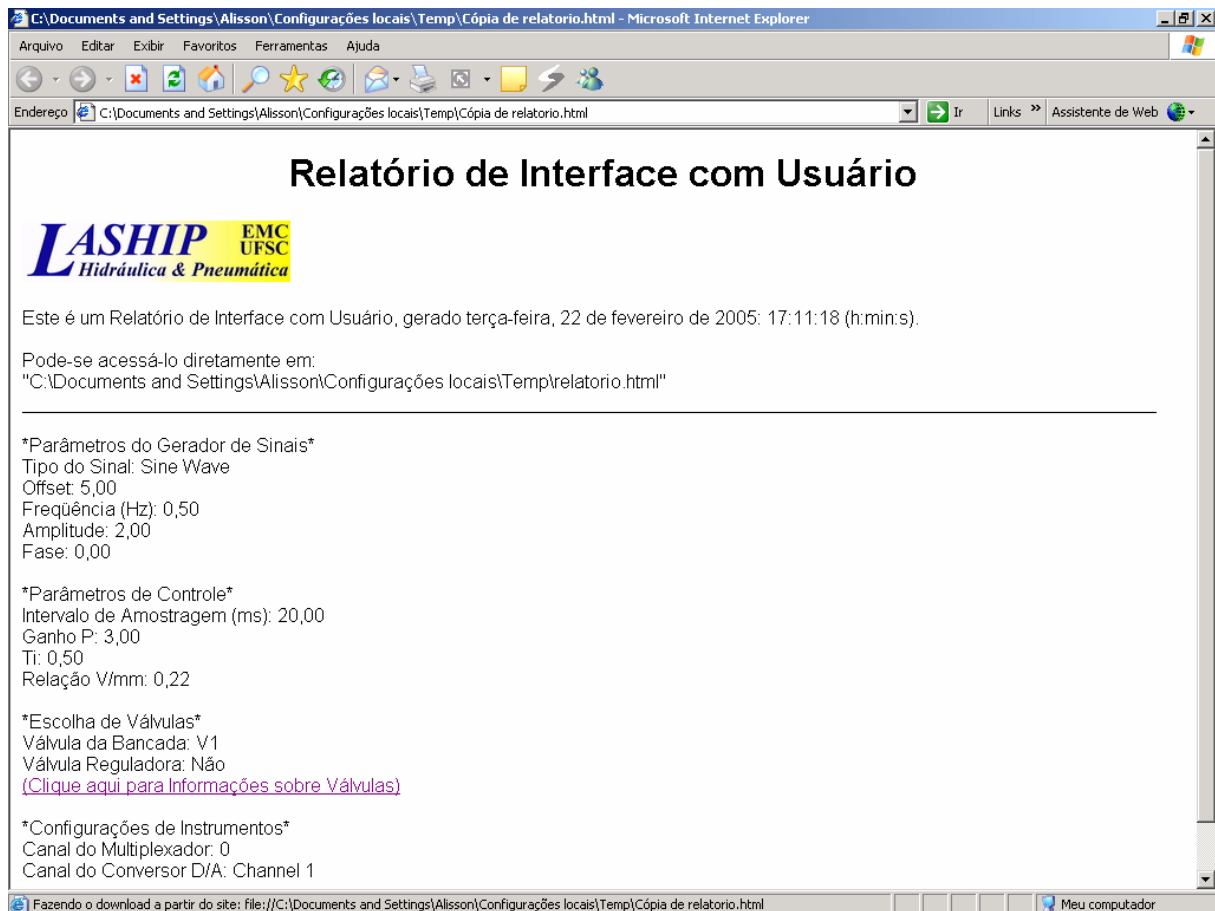 C:\Documents and Settings\Alisson\Configurações locais\Temp\Cópia de relatorio.html - Microsoft Internet Explorer
Arquivo Editar Exibir Favoritos Ferramentas Ajuda
Endereço C:\Documents and Settings\Alisson\Configurações locais\Temp\Cópia de relatorio.html Ir Links » Assistente de Web
Relatório de Interface com Usuário
LASHIP EMC
UFSC
Hidráulica & Pneumática
Este é um Relatório de Interface com Usuário, gerado terça-feira, 22 de fevereiro de 2005: 17:11:18 (h:min:s).
Pode-se acessá-lo diretamente em:
"C:\Documents and Settings\Alisson\Configurações locais\Temp\relatorio.html"
*Parâmetros do Gerador de Sinais*
Tipo do Sinal: Sine Wave
Offset: 5,00
Freqüência (Hz): 0,50
Amplitude: 2,00
Fase: 0,00
*Parâmetros de Controle*
Intervalo de Amostragem (ms): 20,00
Ganho P: 3,00
Ti: 0,50
Relação V/mm: 0,22
*Escolha de Válvulas*
Válvula da Bancada: V1
Válvula Reguladora: Não
(Clique aqui para Informações sobre Válvulas)
*Configurações de Instrumentos*
Canal do Multiplexador: 0
Canal do Conversor D/A: Channel 1
Fazendo o download a partir do site: file://C:\Documents and Settings\Alisson\Configurações locais\Temp\Cópia de relatorio.html Meu computador